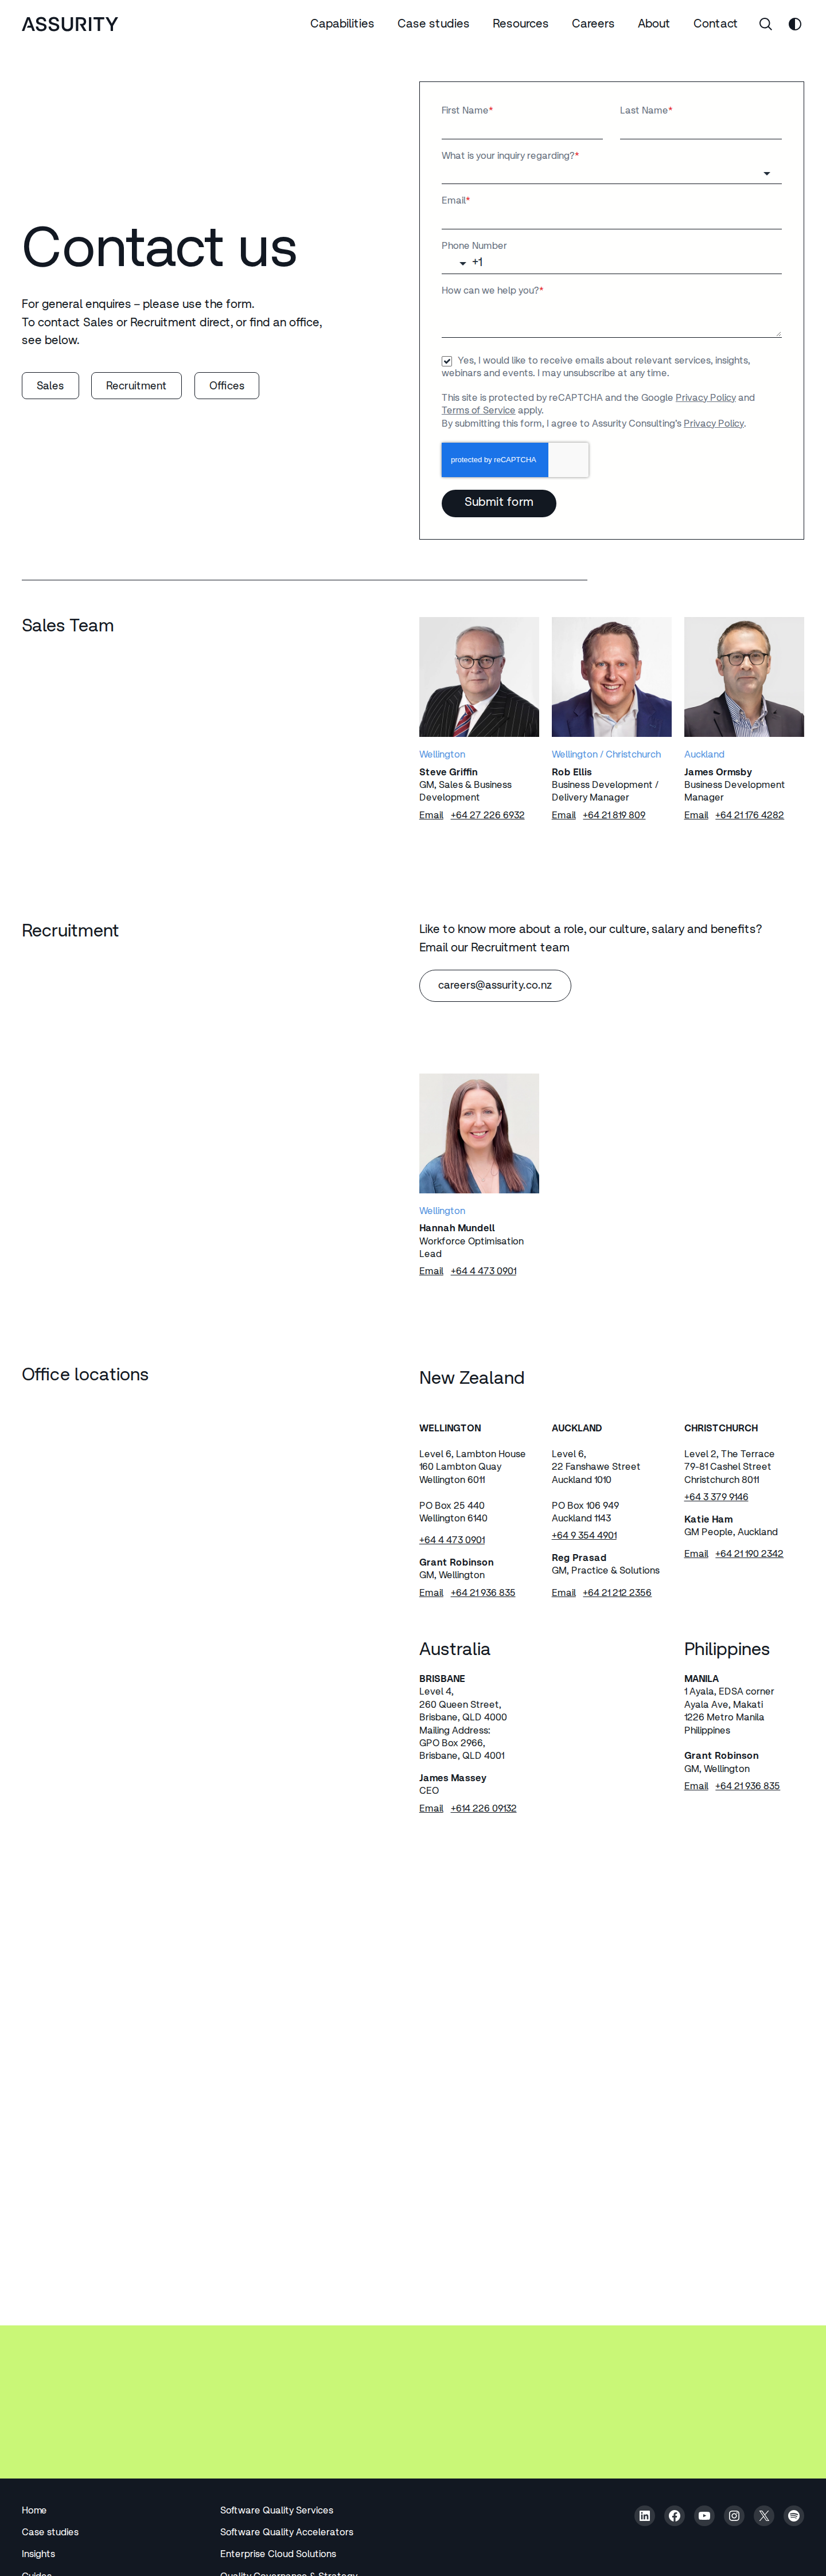 ASSURITY
Capabilities
Case studies
Resources
Careers
About
Contact
Contact us
For general enquires – please use the form.
To contact Sales or Recruitment direct, or find an office,
see below.
Sales
Recruitment
Offices
First Name*
Last Name*
What is your inquiry regarding?*
Email*
Phone Number
+1
How can we help you?*
Yes, I would like to receive emails about relevant services, insights,
webinars and events. I may unsubscribe at any time.
This site is protected by reCAPTCHA and the Google Privacy Policy and
Terms of Service apply.
By submitting this form, I agree to Assurity Consulting's Privacy Policy.
protected by reCAPTCHA
Submit form
Sales Team
Wellington
Steve Griffin
GM, Sales & Business
Development
Email +64 27 226 6932
Wellington / Christchurch
Rob Ellis
Business Development /
Delivery Manager
Email +64 21 819 809
Auckland
James Ormsby
Business Development
Manager
Email +64 21 176 4282
Recruitment
Like to know more about a role, our culture, salary and benefits?
Email our Recruitment team
careers@assurity.co.nz
Wellington
Hannah Mundell
Workforce Optimisation
Lead
Email +64 4 473 0901
Office locations
New Zealand
WELLINGTON
Level 6, Lambton House
160 Lambton Quay
Wellington 6011
PO Box 25 440
Wellington 6140
+64 4 473 0901
Grant Robinson
GM, Wellington
Email +64 21 936 835
AUCKLAND
Level 6,
22 Fanshawe Street
Auckland 1010
PO Box 106 949
Auckland 1143
+64 9 354 4901
Reg Prasad
GM, Practice & Solutions
Email +64 21 212 2356
CHRISTCHURCH
Level 2, The Terrace
79-81 Cashel Street
Christchurch 8011
+64 3 379 9146
Katie Ham
GM People, Auckland
Email +64 21 190 2342
Australia
BRISBANE
Level 4,
260 Queen Street,
Brisbane, QLD 4000
Mailing Address:
GPO Box 2966,
Brisbane, QLD 4001
James Massey
CEO
Email +614 226 09132
Philippines
MANILA
1 Ayala, EDSA corner
Ayala Ave, Makati
1226 Metro Manila
Philippines
Grant Robinson
GM, Wellington
Email +64 21 936 835
Home
Case studies
Insights
Guides
Software Quality Services
Software Quality Accelerators
Enterprise Cloud Solutions
Quality Governance & Strategy